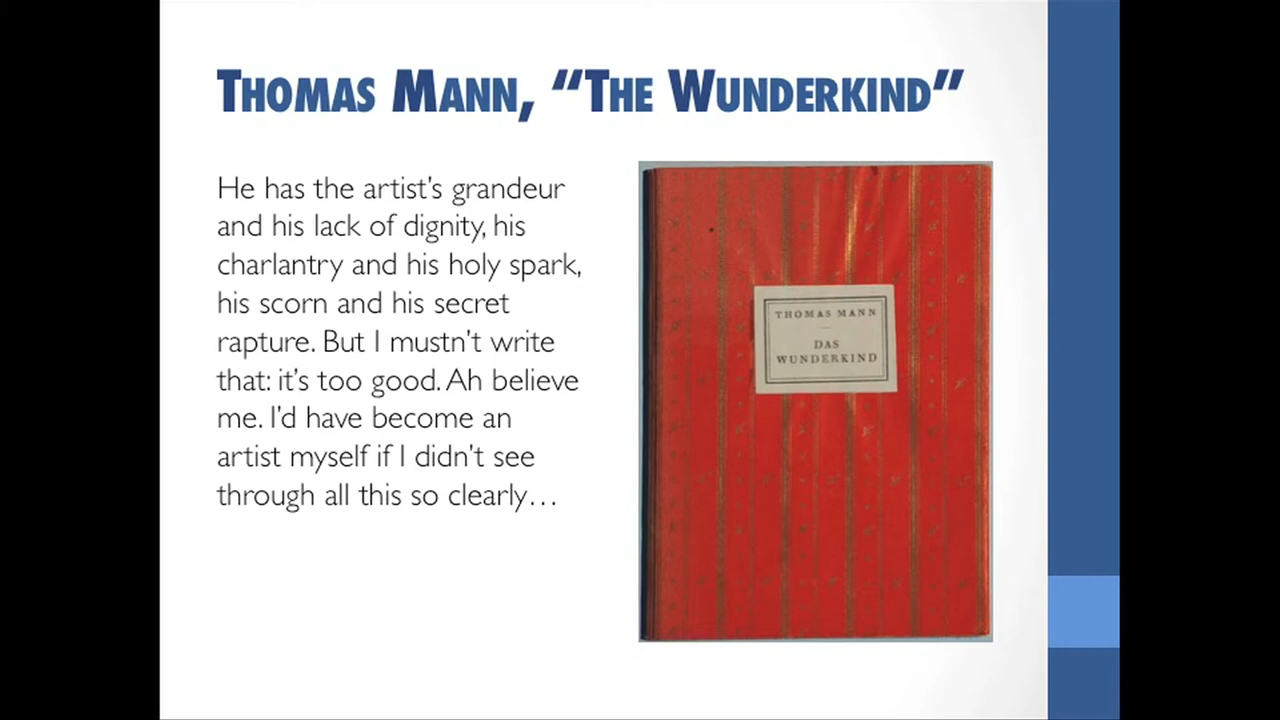 THOMAS MANN, “THE WUNDERKIND”
He has the artist’s grandeur
and his lack of dignity, his
charlantry and his holy spark,
his scorn and his secret
rapture. But I mustn’t write
that: it’s too good. Ah believe
me. I’d have become an
artist myself if I didn’t see
through all this so clearly…
THOMAS MANN
DAS
WUNDERKIND